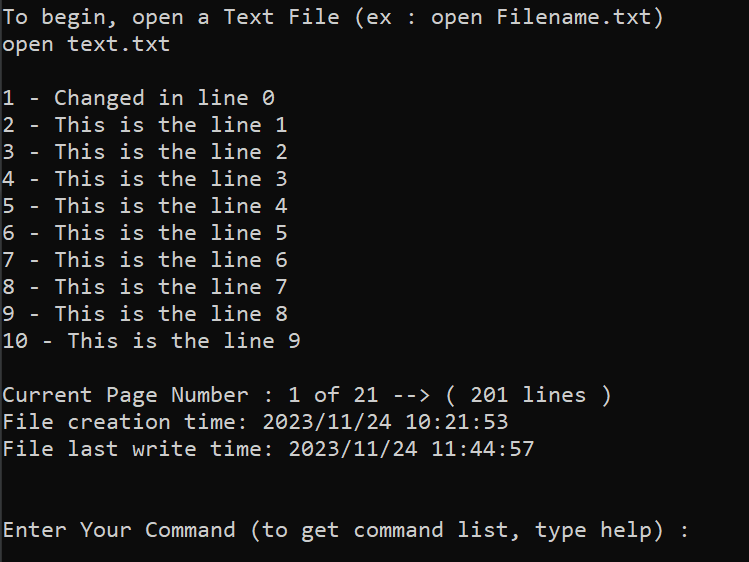 To begin, open a Text File (ex : open Filename.txt)
open text.txt
1 - Changed in line 0
2 - This is the line 1
3 - This is the line 2
4 - This is the line 3
5 - This is the line 4
6 - This is the line 5
7 - This is the line 6
8 - This is the line 7
9 - This is the line 8
10 - This is the line 9
Current Page Number : 1 of 21 --> ( 201 lines )
File creation time: 2023/11/24 10:21:53
File last write time: 2023/11/24 11:44:57
Enter Your Command (to get command list, type help) :